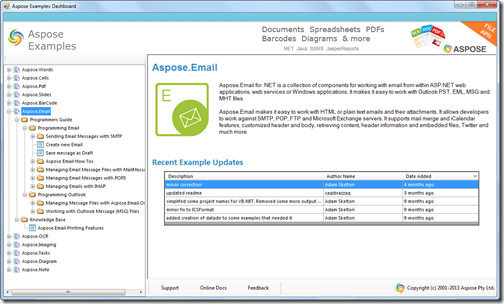 Aspose Examples Dashboard
Aspose
Examples
Documents Spreadsheets PDFs
Barcodes Diagrams & more
.NET Java SSRS JasperReports
FILE
APIs
ASPOSE
Aspose.Words
Aspose.Cells
Aspose.Pdf
Aspose.Slides
Aspose.BarCode
Aspose.Email
Programmers Guide
Programming Email
Sending Email Messages with SMTP
Create new Email
Save message as Draft
Aspose Email How Tos
Managing Email Message Files with MailMess
Managing Email Messages with POP3
Managing Emails with IMAP
Programming Outlook
Managing Message Files with Aspose.Email.Ou
Working with Outlook Message (MSG) Files
Knowledge Base
Aspose.Email.Printing Features
Aspose.OCR
Aspose.Imaging
Aspose.Tasks
Aspose.Diagram
Aspose.Note
Aspose.Email
Aspose.Email for .NET is a collection of components for working with email from within ASP.NET web
applications, web services or Windows applications. It makes it easy to work with Outlook PST, EML, MSG and
MHT files.
Aspose.Email makes it easy to work with HTML or plain text emails and their attachments. It allows developers
to work against SMTP, POP, FTP and Microsoft Exchange servers. It supports mail merge and iCalendar
features, customized header and body, retrieving content, header information and embedded files, Twitter and
much more.
Recent Example Updates
Description Author Name Date Added
minor correction Adam Skelton 4 months ago
updated readme saqibrazzaq 5 months ago
simplified some project names for VB.NET. Removed some more output ... Adam Skelton 9 months ago
minor fix to ICSFormat Adam Skelton 9 months ago
added creation of datadir to some examples that needed it Adam Skelton 9 months ago
Support Online Docs Feedback
Copyright (c) 2001-2013 Aspose Pty Ltd.